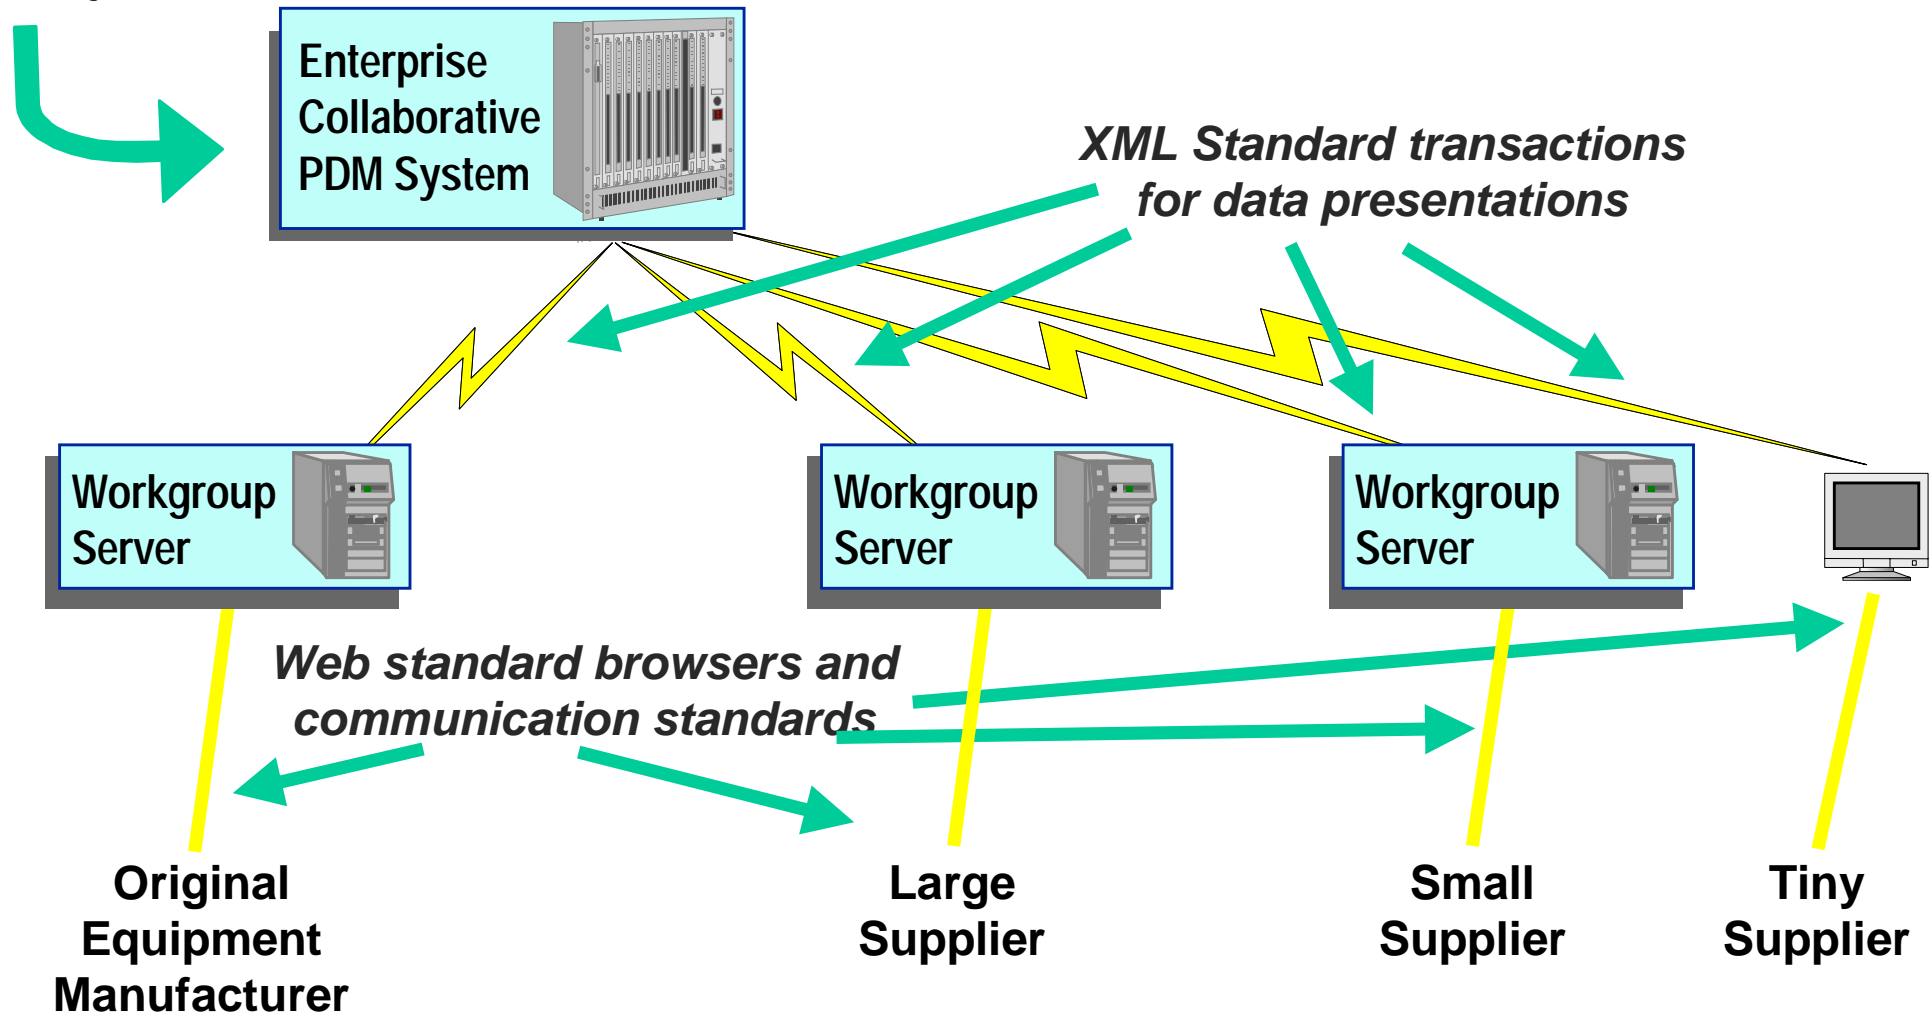 Enterprise
Collaborative
PDM System
XML Standard transactions
for data presentations
Workgroup
Server
Workgroup
Server
Workgroup
Server
Web standard browsers and
communication standards
Original
Equipment
Manufacturer
Large
Supplier
Small
Supplier
Tiny
Supplier